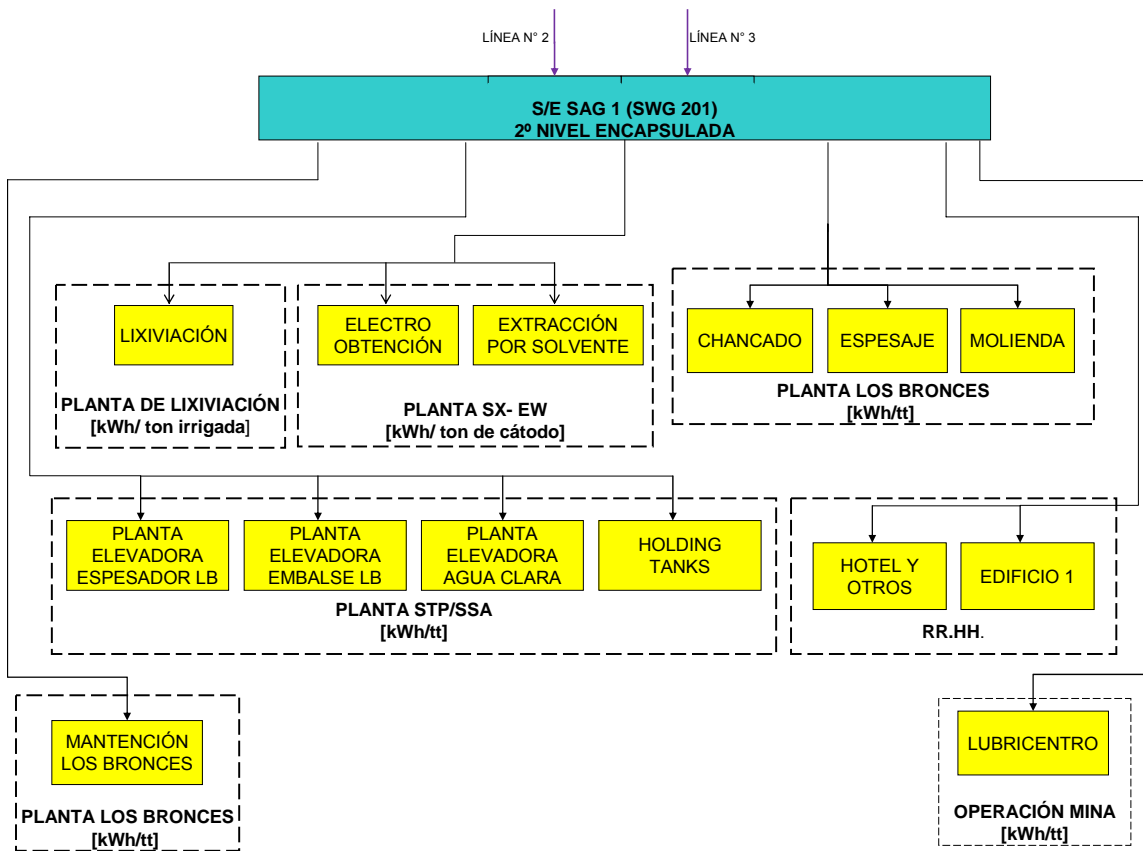 LÍNEA N° 2
LÍNEA N° 3
S/E SAG 1 (SWG 201)
2º NIVEL ENCAPSULADA
LIXIVIACIÓN
PLANTA DE LIXIVIACIÓN
[kWh/ ton irrigada]
ELECTRO
OBTENCIÓN
EXTRACCIÓN
POR SOLVENTE
PLANTA SX- EW
[kWh/ ton de cátodo]
CHANCADO
ESPESAJE
MOLIENDA
PLANTA LOS BRONCES
[kWh/tt]
PLANTA
ELEVADORA
ESPESADOR LB
PLANTA
ELEVADORA
EMBALSE LB
PLANTA
ELEVADORA
AGUA CLARA
HOLDING
TANKS
PLANTA STP/SSA
[kWh/tt]
HOTEL Y
OTROS
EDIFICIO 1
RR.HH.
MANTENCIÓN
LOS BRONCES
PLANTA LOS BRONCES
[kWh/tt]
LUBRICENTRO
OPERACIÓN MINA
[kWh/tt]